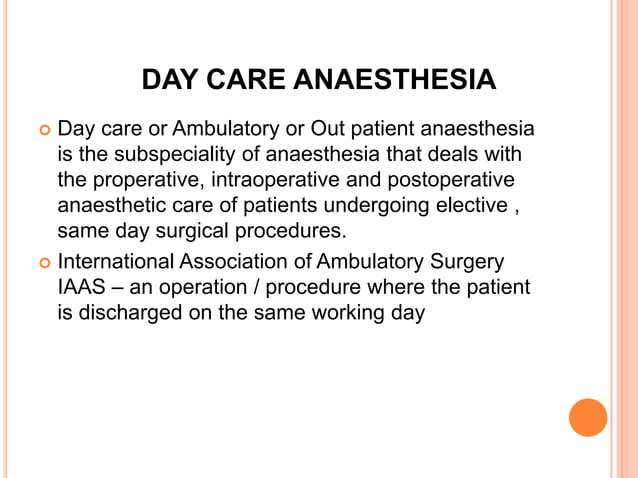 DAY CARE ANAESTHESIA
Day care or Ambulatory or Out patient anaesthesia
is the subspeciality of anaesthesia that deals with
the properative, intraoperative and postoperative
anaesthetic care of patients undergoing elective ,
same day surgical procedures.
International Association of Ambulatory Surgery
IAAS – an operation / procedure where the patient
is discharged on the same working day